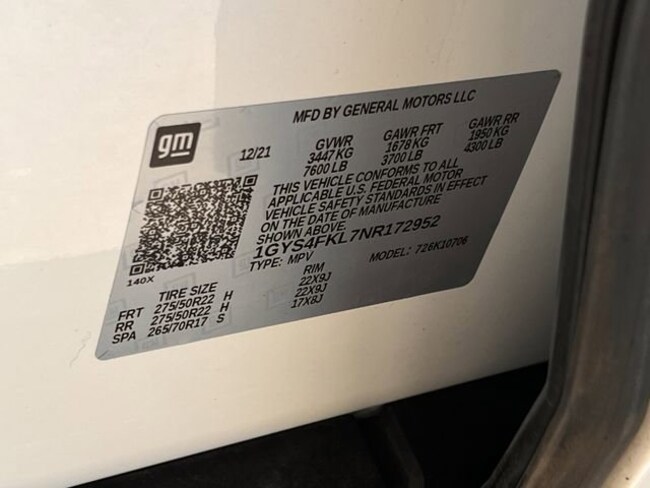 MFD BY GENERAL MOTORS LLC
gm
12/21 GVWR GAWR FRT GAWR RR
3447 KG 1678 KG 1950 KG
7600 LB 3700 LB 4300 LB
THIS VEHICLE CONFORMS TO ALL
APPLICABLE U.S. FEDERAL MOTOR
VEHICLE SAFETY STANDARDS IN EFFECT
ON THE DATE OF MANUFACTURE
SHOWN ABOVE.
1GYS4FKL7NR172952
TYPE: MPV MODEL: 726K10706
140X
TIRE SIZE RIM
FRT 275/50R22 H 22X9J
RR 275/50R22 H 22X9J
SPA 265/70R17 S 17X8J